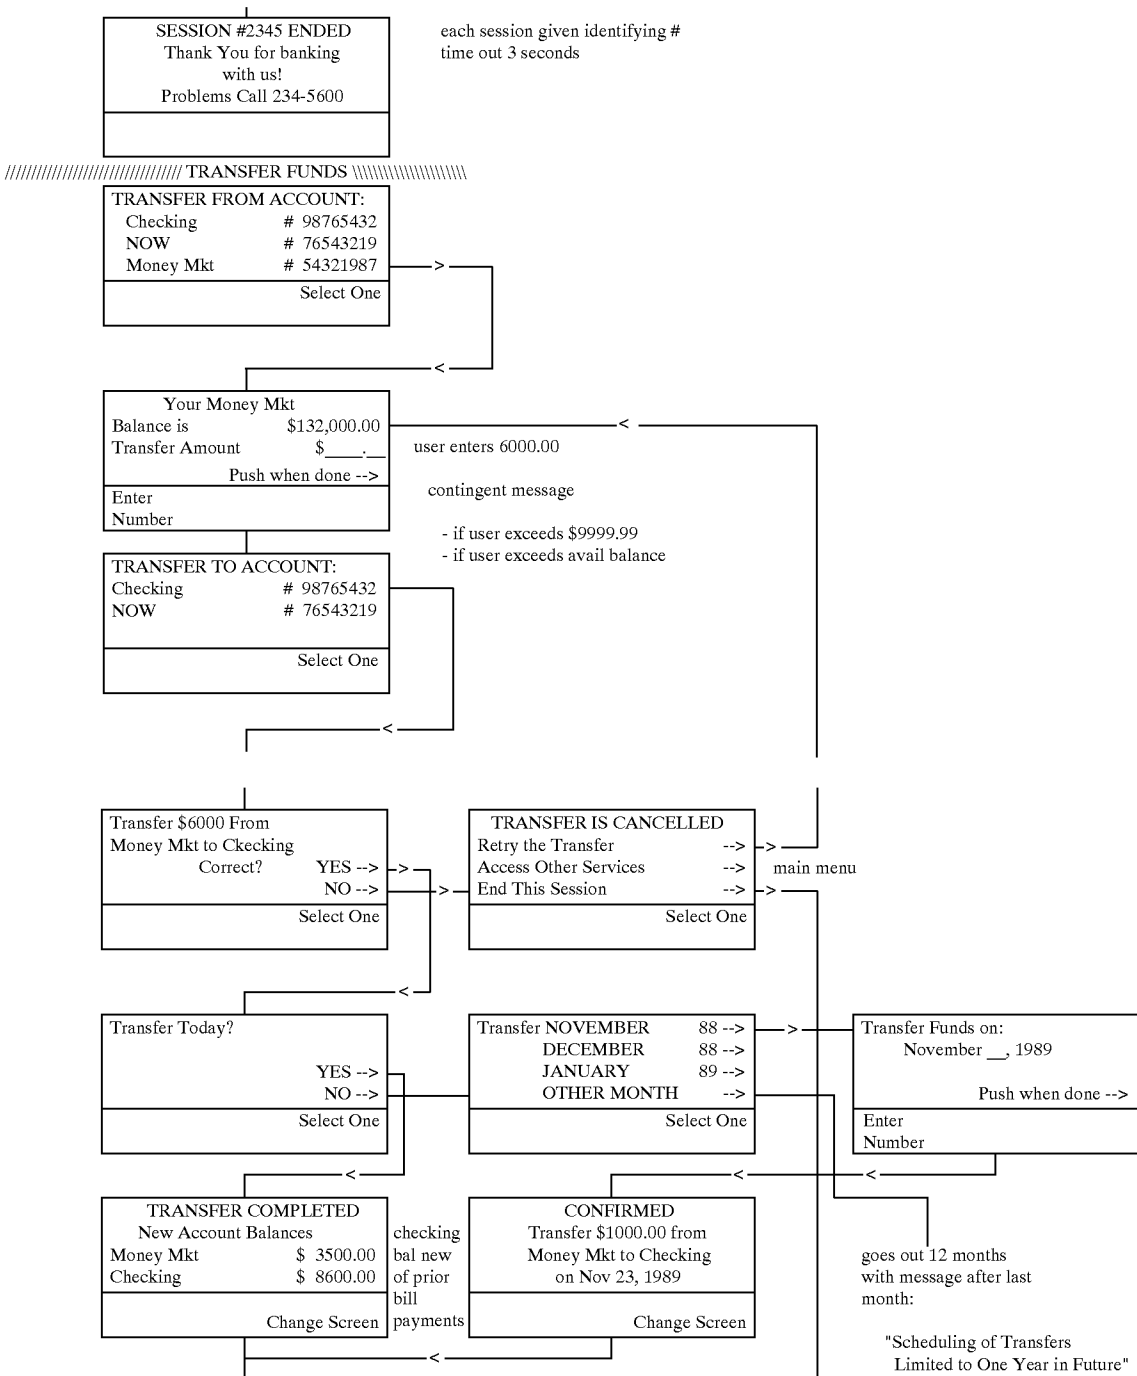 SESSION #2345 ENDED
Thank You for banking
with us!
Problems Call 234-5600
each session given identifying #
time out 3 seconds
//////////////////////////////// TRANSFER FUNDS \\\\\\\\\\\\\\\\\\\\\
TRANSFER FROM ACCOUNT:
Checking # 98765432
NOW # 76543219
Money Mkt # 54321987
>
Select One
<
Your Money Mkt
Balance is $132,000.00
Transfer Amount $____.__
Push when done -->
Enter
Number
<
user enters 6000.00
contingent message
- if user exceeds $9999.99
- if user exceeds avail balance
TRANSFER TO ACCOUNT:
Checking # 98765432
NOW # 76543219
Select One
<
Transfer $6000 From
Money Mkt to Ckecking
Correct? YES --> >
NO --> >
Select One
TRANSFER IS CANCELLED
Retry the Transfer --> >
Access Other Services --> main menu
End This Session --> >
Select One
<
Transfer Today?
YES -->
NO -->
Select One
Transfer NOVEMBER 88 --> >
DECEMBER 88 -->
JANUARY 89 -->
OTHER MONTH -->
Select One
Transfer Funds on:
November __, 1989
Push when done -->
Enter
Number
< < <
TRANSFER COMPLETED
New Account Balances
Money Mkt $ 3500.00
Checking $ 8600.00
Change Screen
checking
bal new
of prior
bill
payments
CONFIRMED
Transfer $1000.00 from
Money Mkt to Checking
on Nov 23, 1989
Change Screen
<
goes out 12 months
with message after last
month:
"Scheduling of Transfers
Limited to One Year in Future"